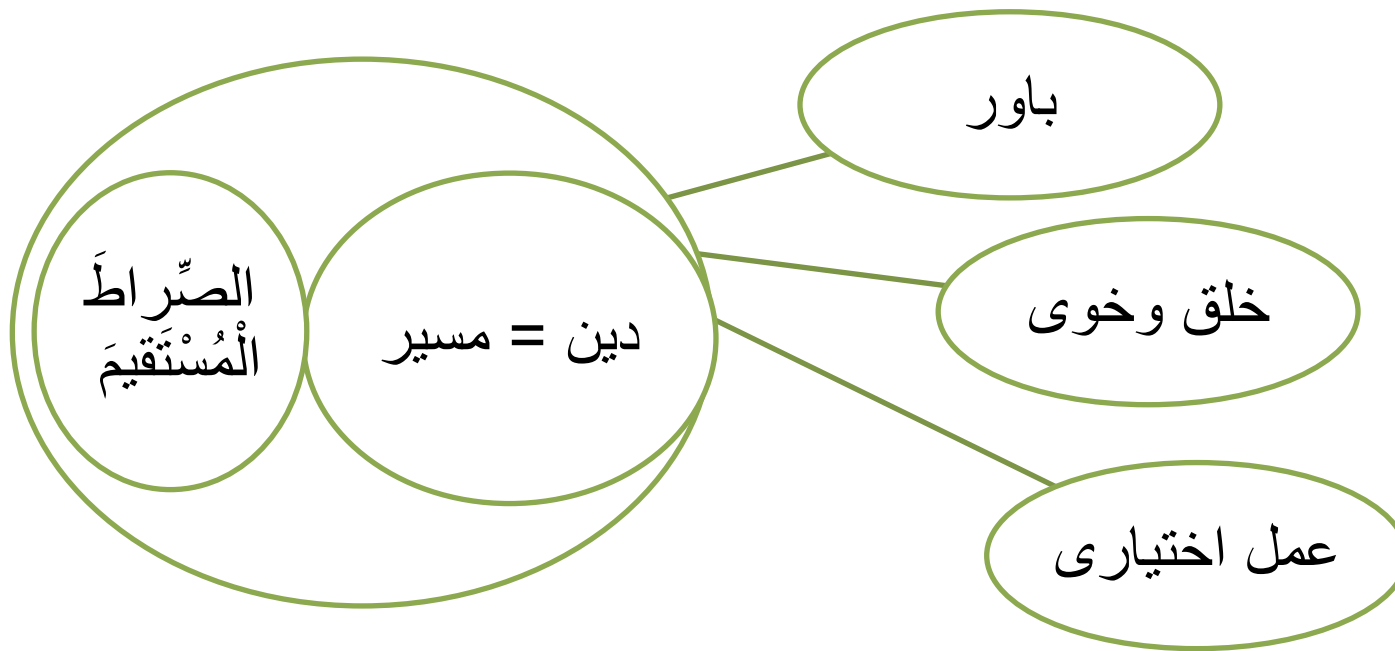 باور
خلق وخوی
عمل اختیاری
دین = مسیر
الصِّراطَ
الْمُسْتَقیمَ